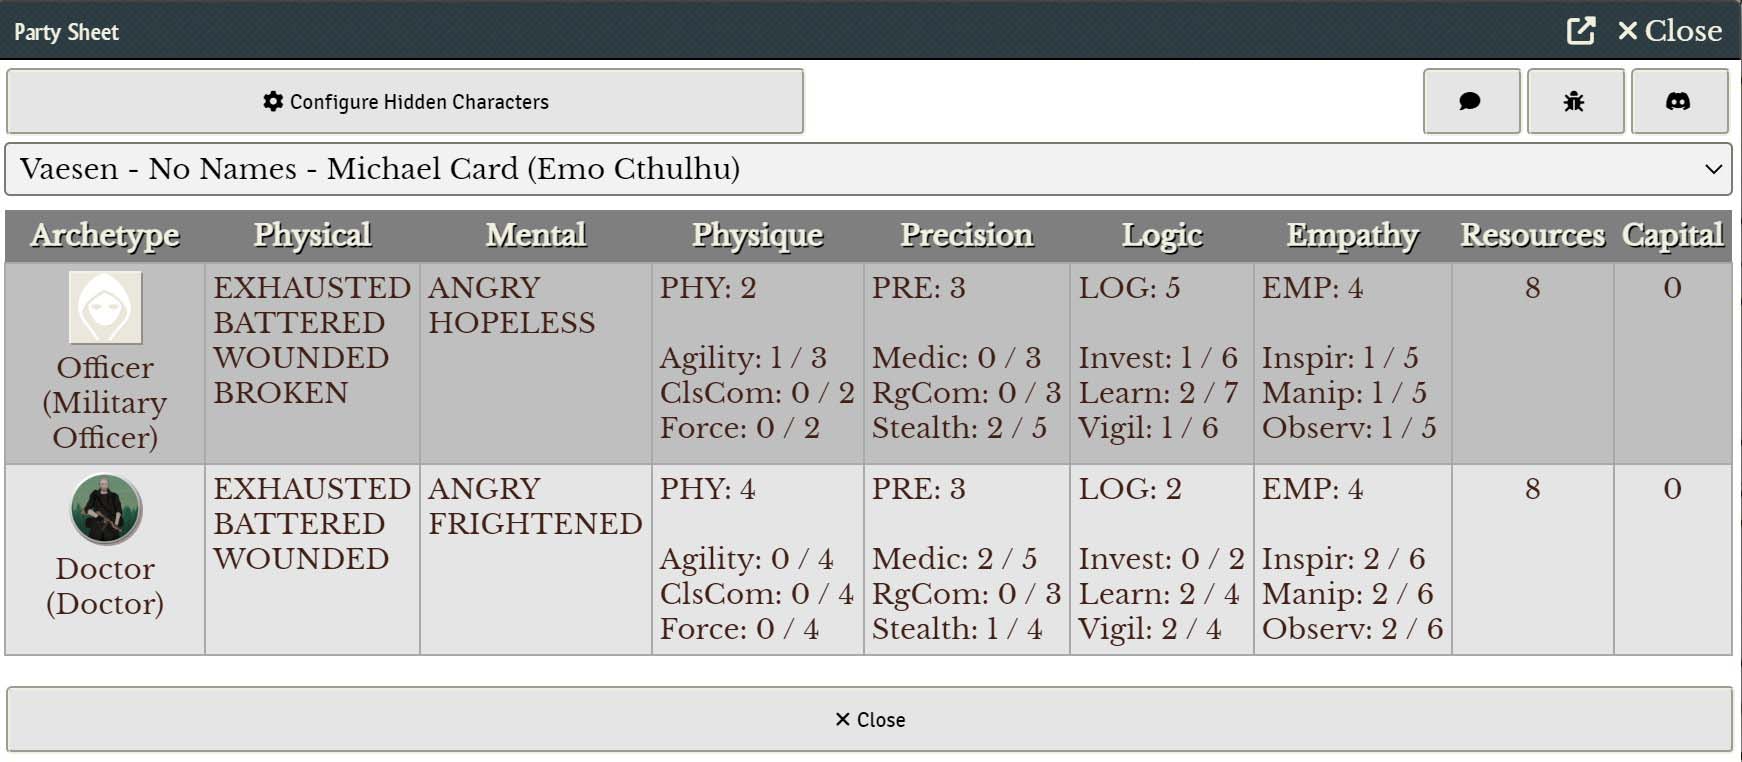 Party Sheet
Close
Configure Hidden Characters
Vaesen - No Names - Michael Card (Emo Cthulhu)
Archetype Physical Mental Physique Precision Logic Empathy Resources Capital
Officer
(Military
Officer)
EXHAUSTED
BATTERED
WOUNDED
BROKEN
ANGRY
HOPELESS
PHY: 2
Agility: 1 / 3
ClsCom: 0 / 2
Force: 0 / 2
PRE: 3
Medic: 0 / 3
RgCom: 0 / 3
Stealth: 2 / 5
LOG: 5
Invest: 1 / 6
Learn: 2 / 7
Vigil: 1 / 6
EMP: 4
Inspir: 1 / 5
Manip: 1 / 5
Observ: 1 / 5
8
0
Doctor
(Doctor)
EXHAUSTED
BATTERED
WOUNDED
ANGRY
FRIGHTENED
PHY: 4
Agility: 0 / 4
ClsCom: 0 / 4
Force: 0 / 4
PRE: 3
Medic: 2 / 5
RgCom: 0 / 3
Stealth: 1 / 4
LOG: 2
Invest: 0 / 2
Learn: 2 / 4
Vigil: 2 / 4
EMP: 4
Inspir: 2 / 6
Manip: 2 / 6
Observ: 2 / 6
8
0
Close